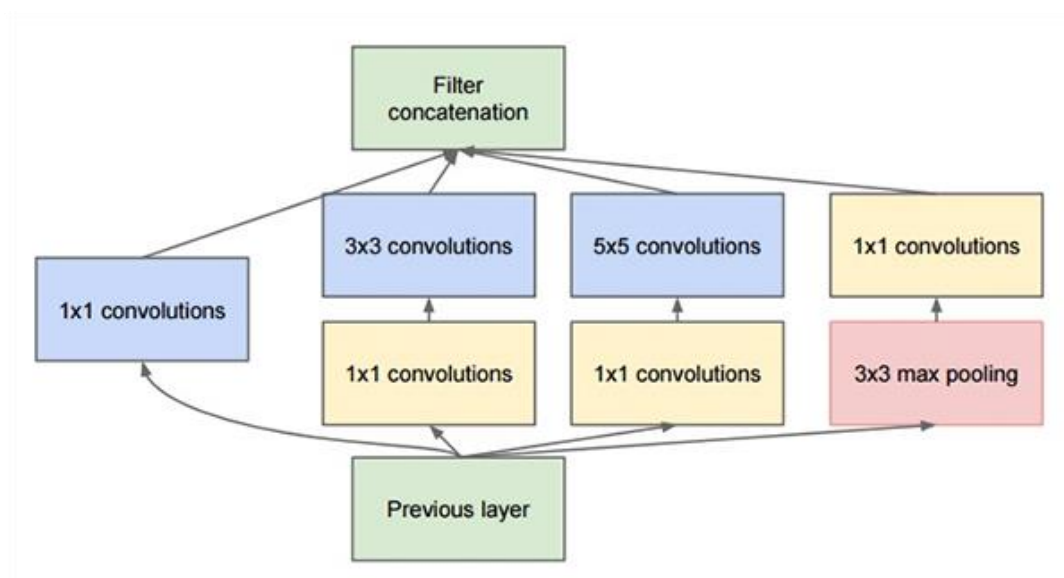 Filter
concatenation
3x3 convolutions
5x5 convolutions
1x1 convolutions
1x1 convolutions
1x1 convolutions
1x1 convolutions
3x3 max pooling
Previous layer